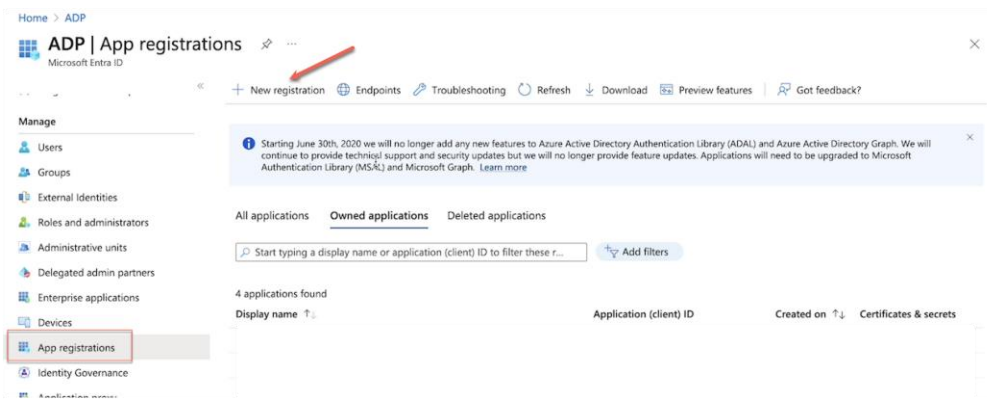 Home > ADP
ADP | App registrations
Microsoft Entra ID
+ New registration Endpoints Troubleshooting Refresh Download Preview features Got feedback?
Manage
Users
Groups
External Identities
Roles and administrators
Administrative units
Delegated admin partners
Enterprise applications
Devices
App registrations
Identity Governance
Starting June 30th, 2020 we will no longer add any new features to Azure Active Directory Authentication Library (ADAL) and Azure Active Directory Graph. We will
continue to provide technical support and security updates but we will no longer provide feature updates. Applications will need to be upgraded to Microsoft
Authentication Library (MSAL) and Microsoft Graph. Learn more
All applications Owned applications Deleted applications
Start typing a display name or application (client) ID to filter these r...
Add filters
4 applications found
Display name Application (client) ID Created on Certificates & secrets